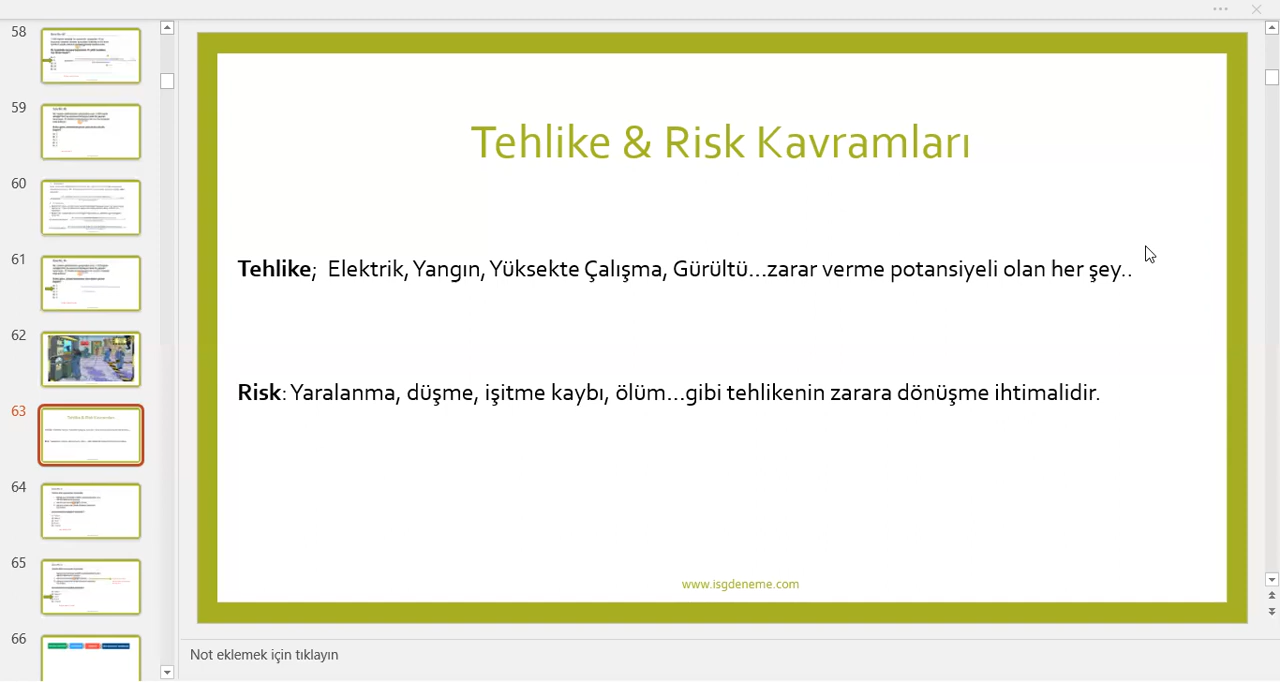 58
59
60
61
62
63
64
65
66
Tehlike & Risk Kavramları
Tehlike;  Elektrik, Yangın, Yüksekte Çalışma, Gürültü...zarar verme potansiyeli olan her şey..
Risk: Yaralanma, düşme, işitme kaybı, ölüm...gibi tehlikenin zarara dönüşme ihtimalidir.
www.isgdeneme.com
Not eklemek için tıklayın